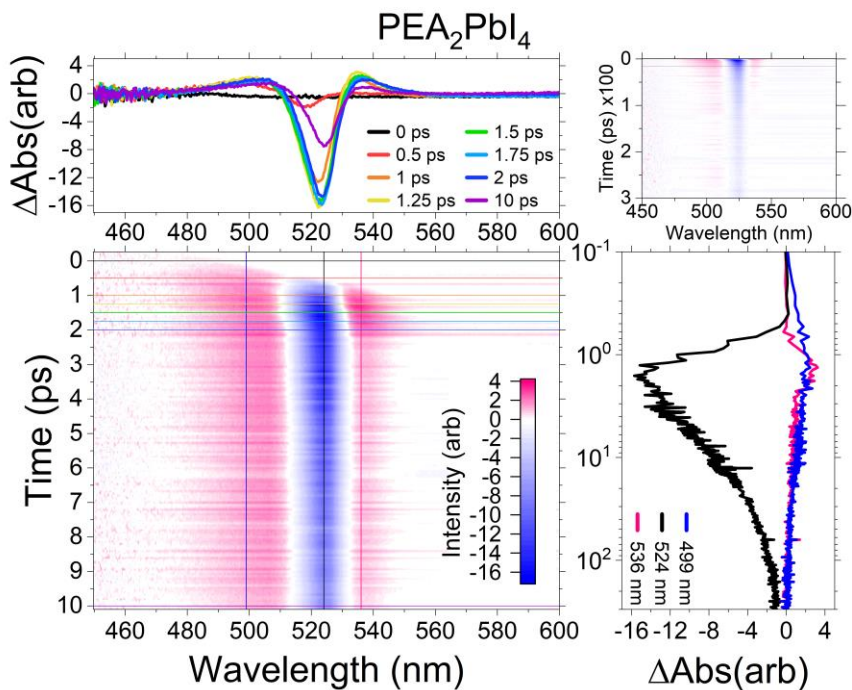 PEA₂PbI₄
ΔAbs(arb)
4
0
-4
-8
-12
-16
0 ps
0.5 ps
1 ps
1.25 ps
1.5 ps
1.75 ps
2 ps
10 ps
460 480 500 520 540 560 580 600
Time (ps) x100
0
1
2
3
450 500 550 600
Wavelength (nm)
Time (ps)
0
1
2
3
4
5
6
7
8
9
10
Intensity (arb)
4
2
0
-2
-4
-6
-8
-10
-12
-14
-16
460 480 500 520 540 560 580 600
Wavelength (nm)
10⁻¹
10⁰
10¹
10²
536 nm
524 nm
499 nm
-16 -12 -8 -4 0 4
ΔAbs(arb)